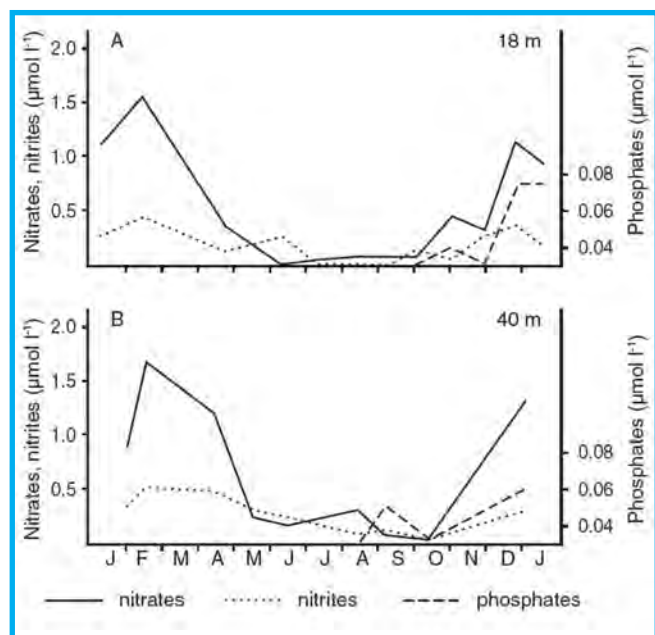 A 18 m
Nitrates, nitrites (µmol l⁻¹)
2.0
1.5
1.0
0.5
Phosphates (µmol l⁻¹)
0.08
0.06
0.04
B 40 m
Nitrates, nitrites (µmol l⁻¹)
2.0
1.5
1.0
0.5
Phosphates (µmol l⁻¹)
0.08
0.06
0.04
J F M A M J J A S O N D J
nitrates nitrites phosphates